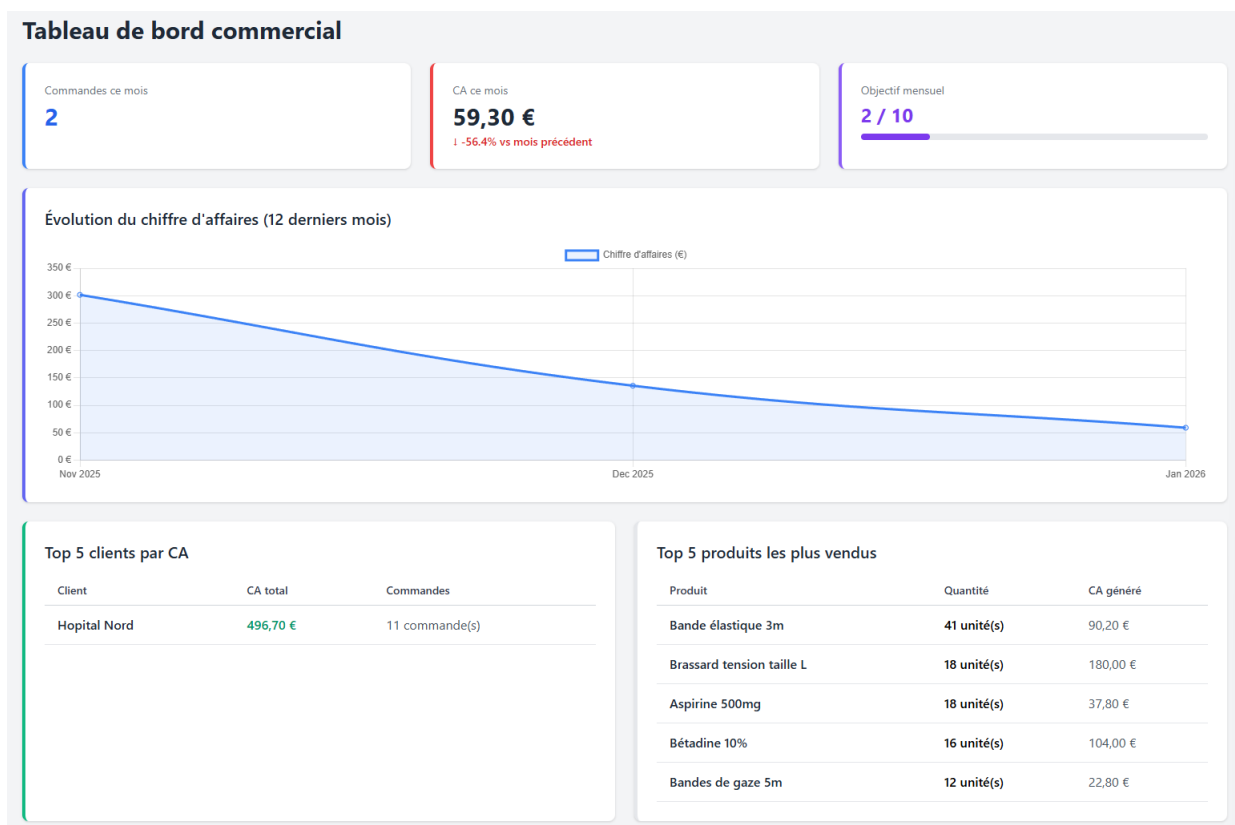 Tableau de bord commercial
Commandes ce mois
2
CA ce mois
59,30 €
↓ -56.4% vs mois précédent
Objectif mensuel
2 / 10
Évolution du chiffre d'affaires (12 derniers mois)
Chiffre d'affaires (€)
350 €
300 €
250 €
200 €
150 €
100 €
50 €
0 €
Nov 2025 Dec 2025 Jan 2026
Top 5 clients par CA
Client CA total Commandes
Hopital Nord 496,70 € 11 commande(s)
Top 5 produits les plus vendus
Produit Quantité CA généré
Bande élastique 3m 41 unité(s) 90,20 €
Brassard tension taille L 18 unité(s) 180,00 €
Aspirine 500mg 18 unité(s) 37,80 €
Bétadine 10% 16 unité(s) 104,00 €
Bandes de gaze 5m 12 unité(s) 22,80 €